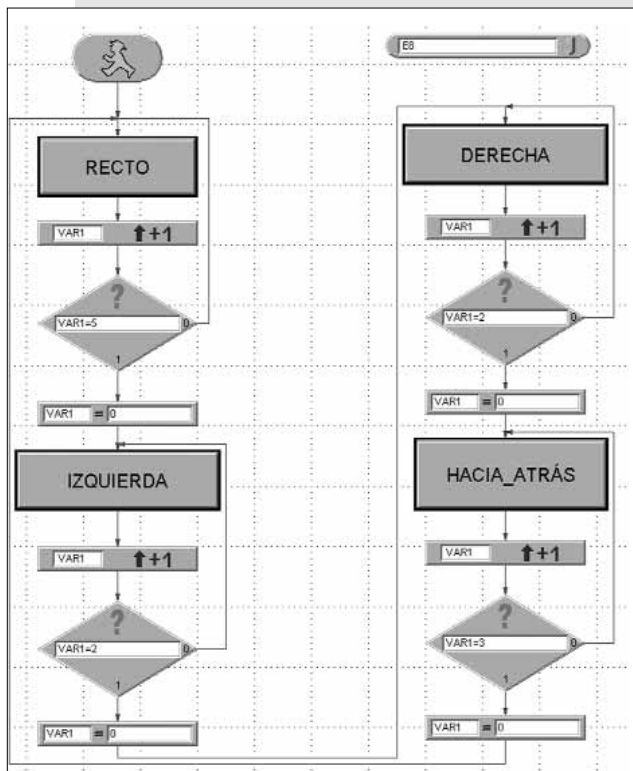 RECTO
VAR1 +1
?
VAR1=5 0
1
VAR1 = 0
IZQUIERDA
VAR1 +1
?
VAR1=2 0
1
VAR1 = 0
E8
DERECHA
VAR1 +1
?
VAR1=2 0
1
VAR1 = 0
HACIA_ATRÁS
VAR1 +1
?
VAR1=3 0
1
VAR1 = 0